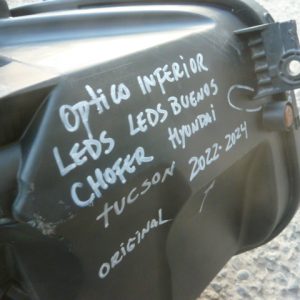 Optico INFERIOR
LEDS LEDS BUENOS
CHOFER HYUNDAI
tucson 2022-2024
ORIGINAL T